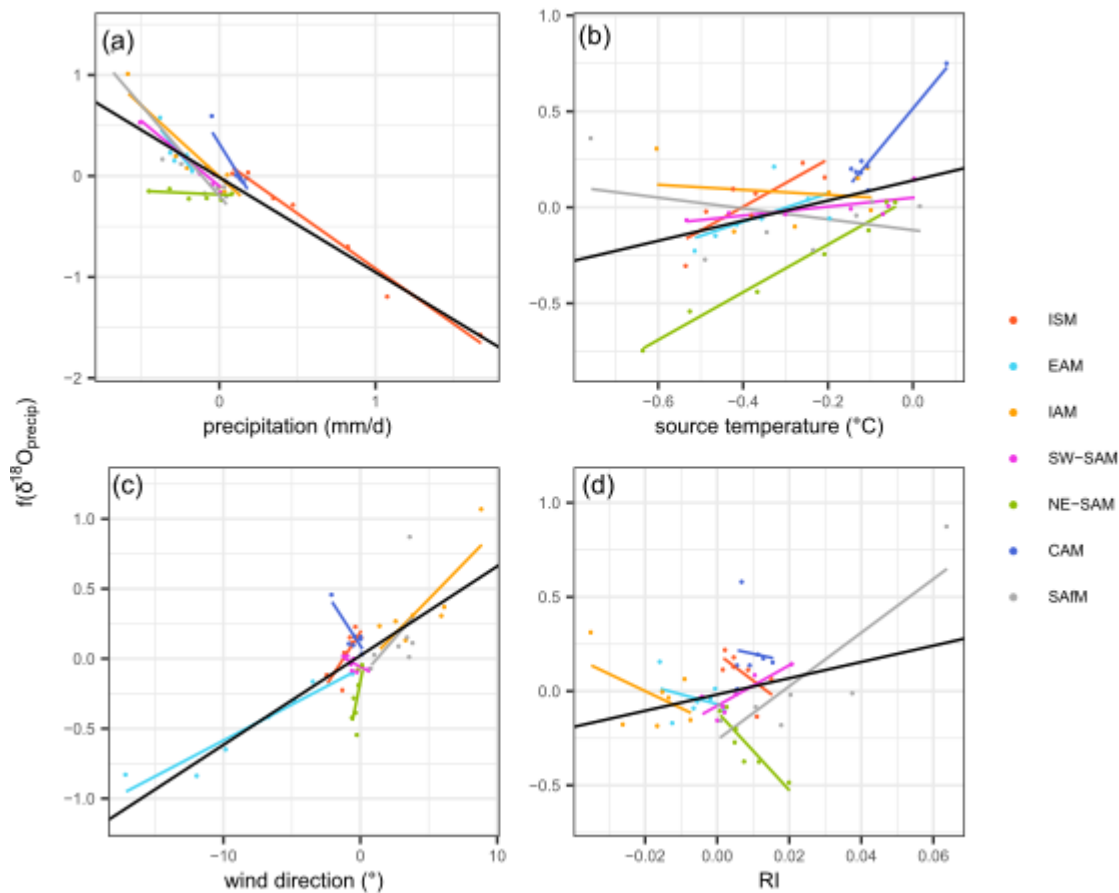 (a)
1
0
−1
−2
0
1
precipitation (mm/d)
(b)
1.0
0.5
0.0
−0.5
−0.6
−0.4
−0.2
0.0
source temperature (°C)
f(δ¹⁸Oprecip)
(c)
1.0
0.5
0.0
−0.5
−1.0
−10
0
10
wind direction (°)
(d)
1.0
0.5
0.0
−0.5
−0.02
0.00
0.02
0.04
0.06
RI
ISM
EAM
IAM
SW−SAM
NE−SAM
CAM
SAfM